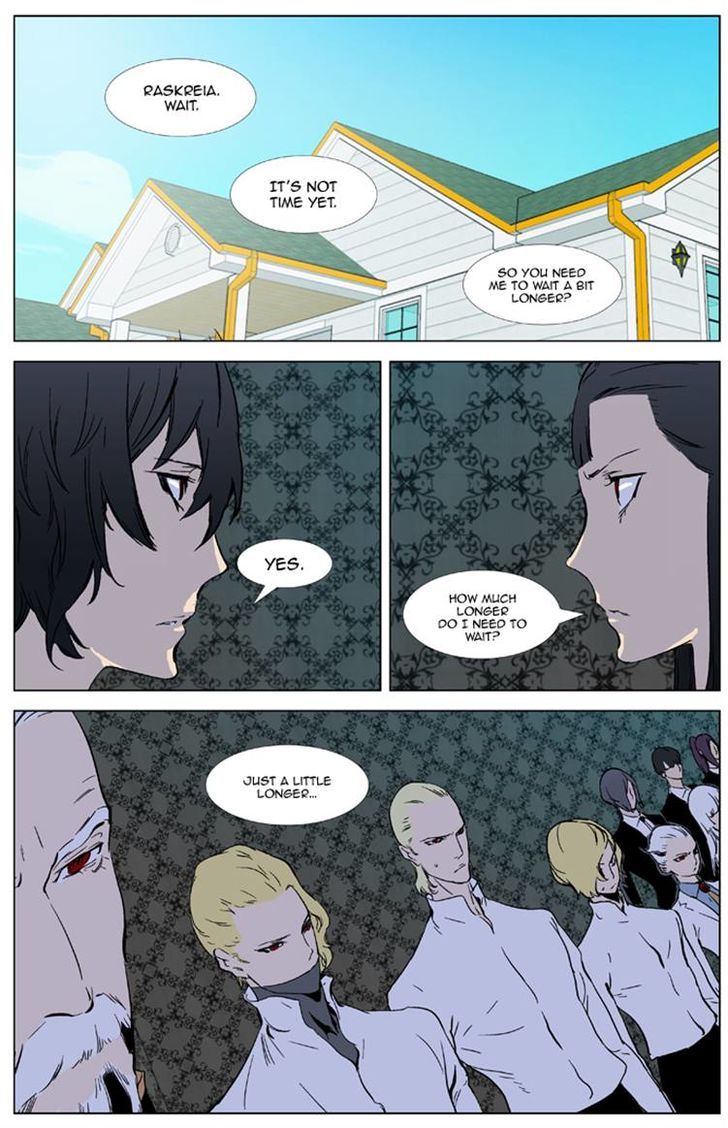 RASKREIA.
WAIT.
IT'S NOT
TIME YET.
SO YOU NEED
ME TO WAIT A BIT
LONGER?
YES.
HOW MUCH
LONGER
DO I NEED TO
WAIT?
JUST A LITTLE
LONGER...